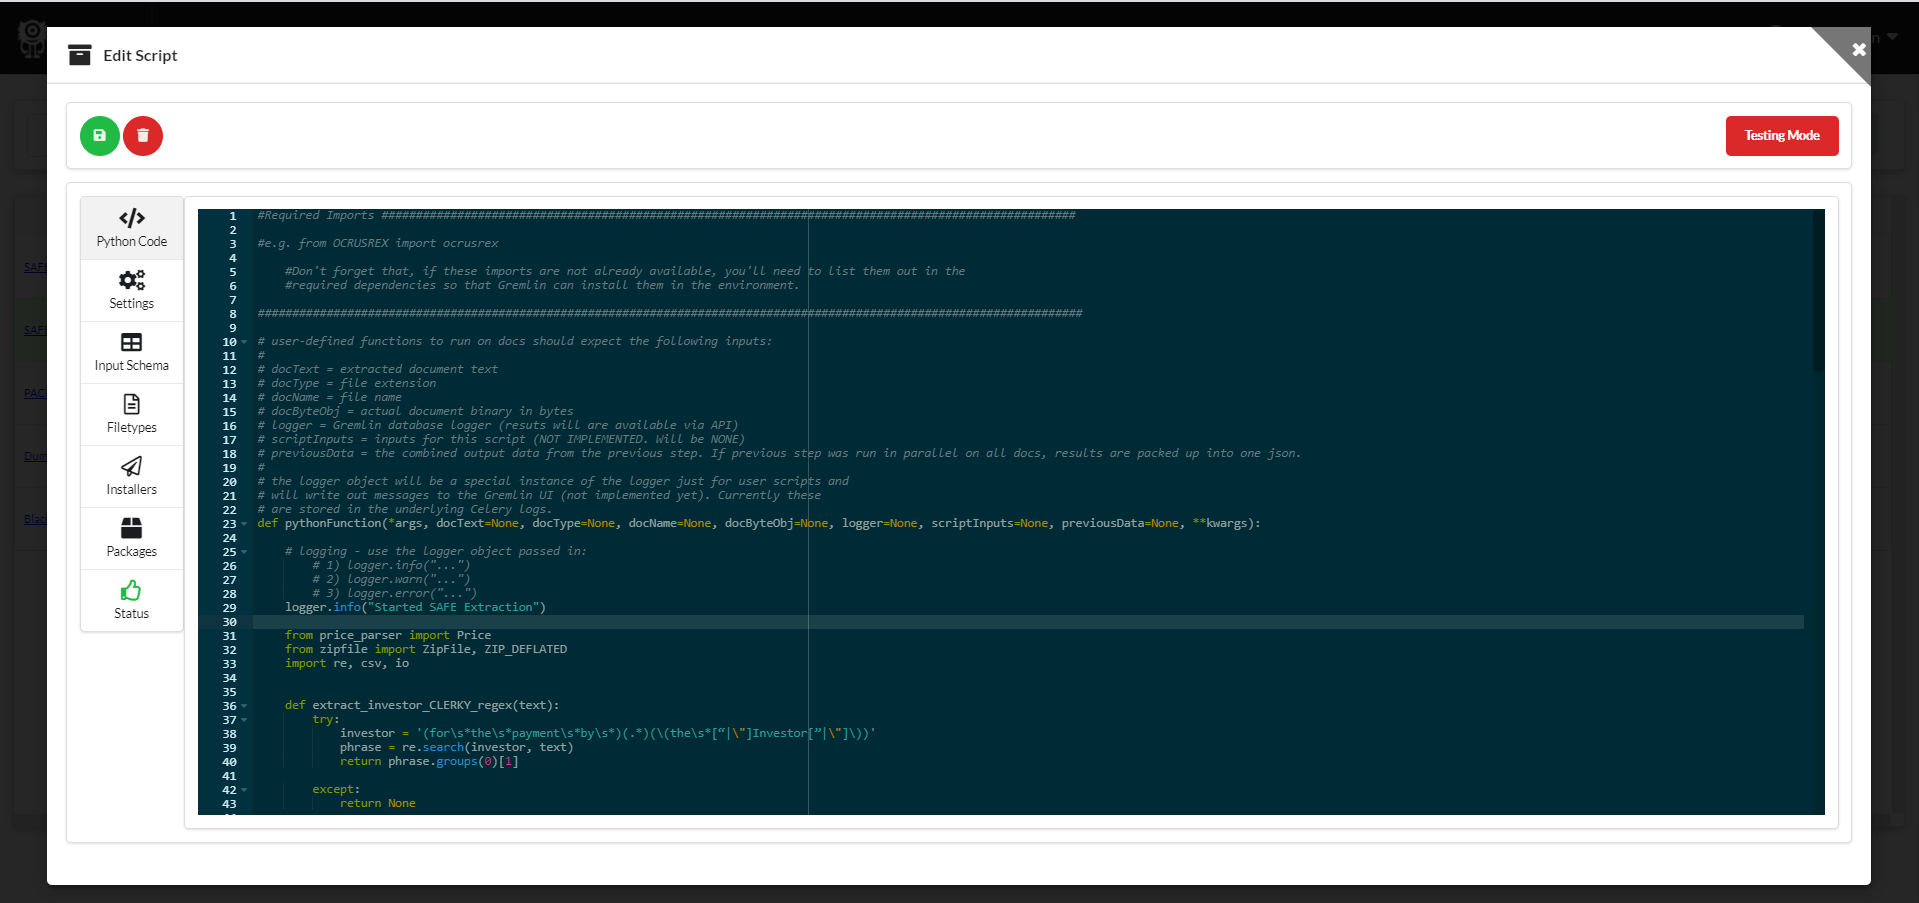 Edit Script
Testing Mode
Python Code
Settings
Input Schema
Filetypes
Installers
Packages
Status
1 #Required Imports #####################################################################################################
2
3 #e.g. from OCRUSREX import ocrusrex
4
5 #Don't forget that, if these imports are not already available, you'll need to list them out in the
6 #required dependencies so that Gremlin can install them in the environment.
7
8 ########################################################################################################################
9
10 # user-defined functions to run on docs should expect the following inputs:
11 #
12 # docText = extracted document text
13 # docType = file extension
14 # docName = file name
15 # docByteObj = actual document binary in bytes
16 # logger = Gremlin database logger (resuts will are available via API)
17 # scriptInputs = inputs for this script (NOT IMPLEMENTED. Will be NONE)
18 # previousData = the combined output data from the previous step. If previous step was run in parallel on all docs, results are packed up into one json.
19 #
20 # the logger object will be a special instance of the logger just for user scripts and
21 # will write out messages to the Gremlin UI (not implemented yet). Currently these
22 # are stored in the underlying Celery logs.
23 def pythonFunction(*args, docText=None, docType=None, docName=None, docByteObj=None, logger=None, scriptInputs=None, previousData=None, **kwargs):
24
25 # logging - use the logger object passed in:
26 # 1) logger.info("...")
27 # 2) logger.warn("...")
28 # 3) logger.error("...")
29 logger.info("Started SAFE Extraction")
30
31 from price_parser import Price
32 from zipfile import ZipFile, ZIP_DEFLATED
33 import re, csv, io
34
35
36 def extract_investor_CLERKY_regex(text):
37 try:
38 investor = '(for\s*the\s*payment\s*by\s*)(.*)(\(the\s*[“|\"]Investor[”|\"]\))'
39 phrase = re.search(investor, text)
40 return phrase.groups(0)[1]
41
42 except:
43 return None
SAFE
SAFE
PAC
Dum
Blac